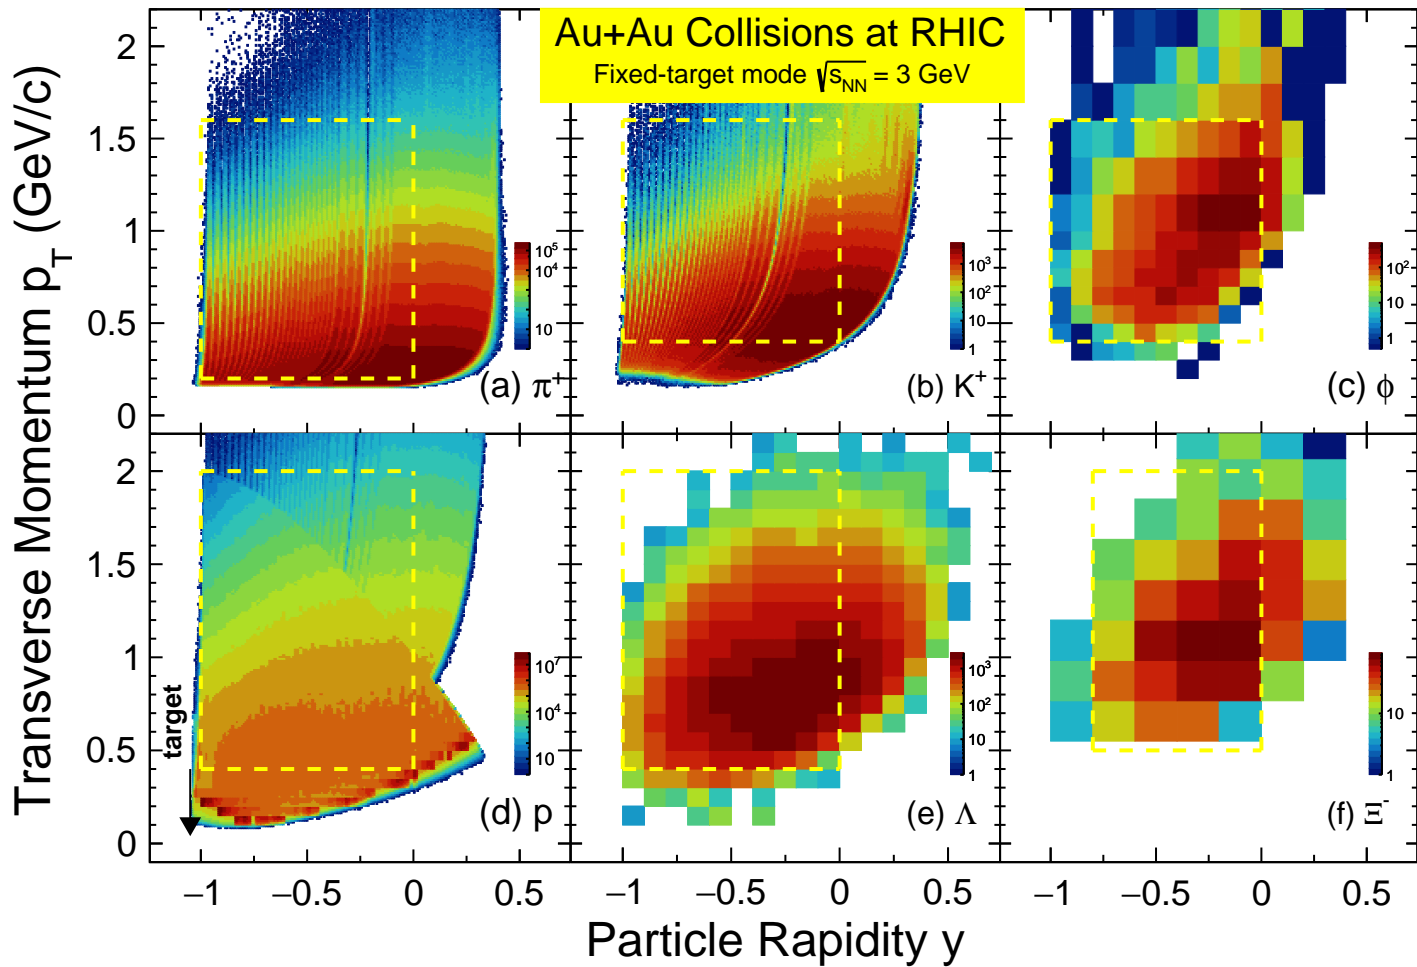 Au+Au Collisions at RHIC
Fixed-target mode √sNN = 3 GeV
Transverse Momentum pT (GeV/c)
2
1.5
1
0.5
0
10⁵
10⁴
10
(a) π⁺
10³
10²
10
1
(b) K⁺
10²
10
1
(c) ϕ
2
1.5
1
0.5
0
target
10⁷
10⁴
10
(d) p
10³
10²
10
1
(e) Λ
10
1
(f) Ξ⁻
−1 −0.5 0 0.5 −1 −0.5 0 0.5 −1 −0.5 0 0.5
Particle Rapidity y